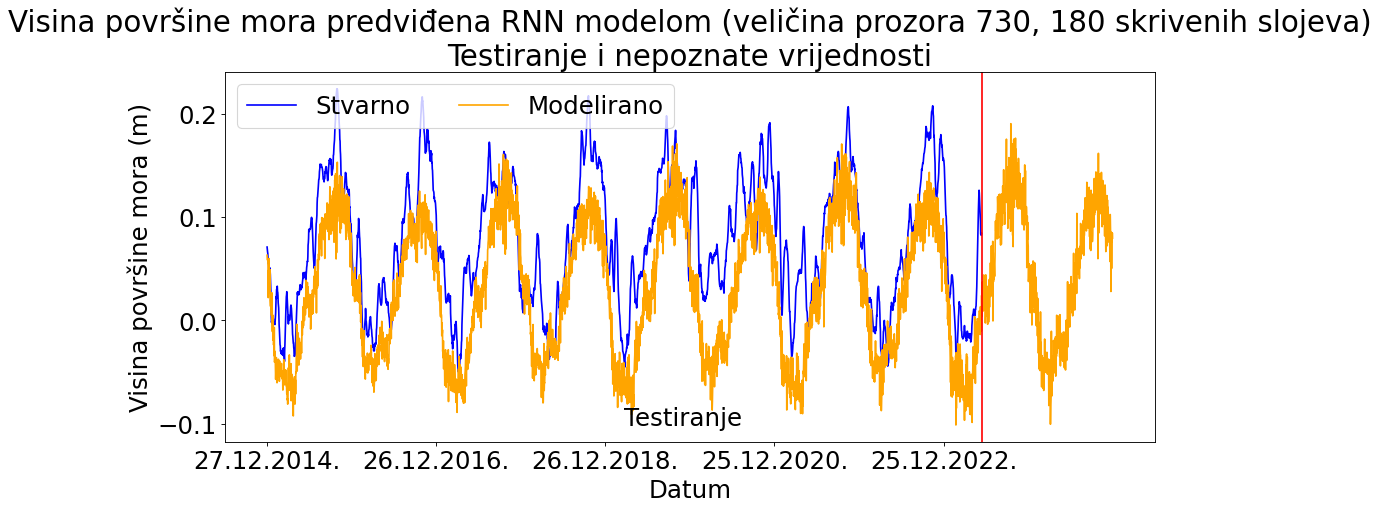 Visina površine mora predviđena RNN modelom (veličina prozora 730, 180 skrivenih slojeva)
Testiranje i nepoznate vrijednosti
Stvarno
Modelirano
Visina površine mora (m)
0.2
0.1
0.0
−0.1
Testiranje
27.12.2014.
26.12.2016.
26.12.2018.
25.12.2020.
25.12.2022.
Datum